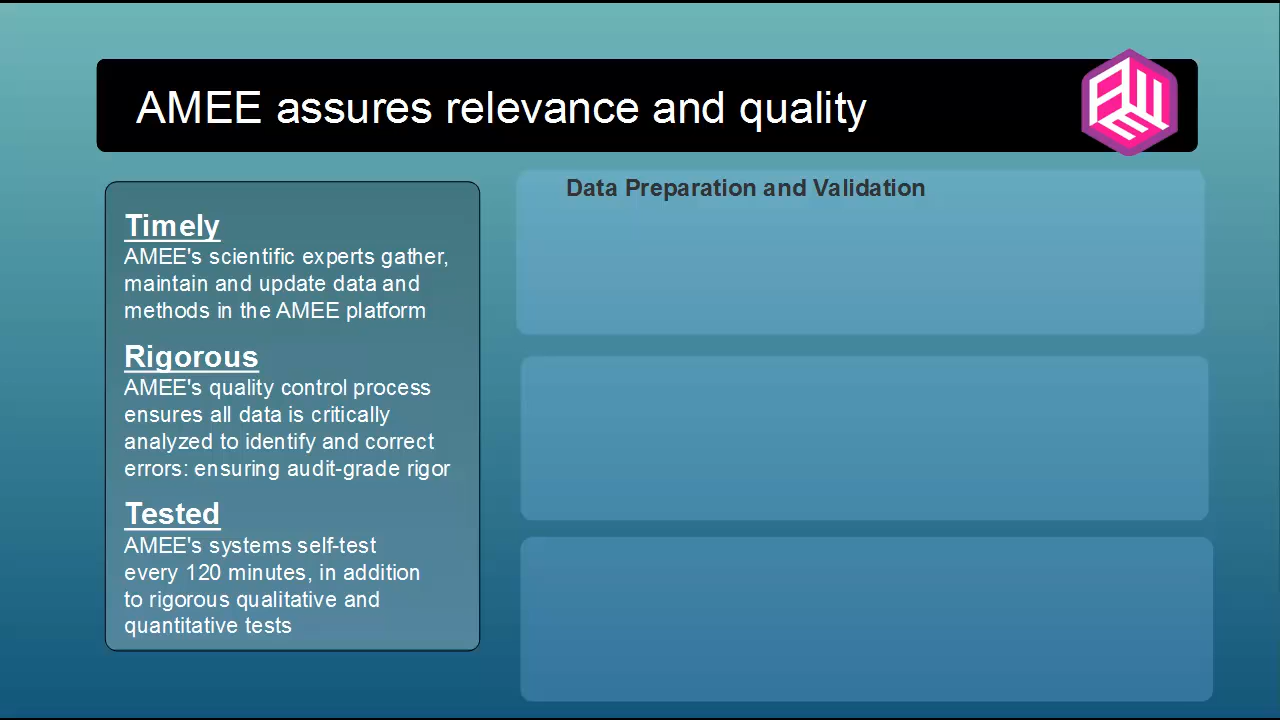 AMEE assures relevance and quality
Timely
AMEE's scientific experts gather,
maintain and update data and
methods in the AMEE platform
Rigorous
AMEE's quality control process
ensures all data is critically
analyzed to identify and correct
errors: ensuring audit-grade rigor
Tested
AMEE's systems self-test
every 120 minutes, in addition
to rigorous qualitative and
quantitative tests
Data Preparation and Validation